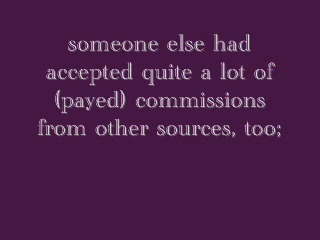 someone else had
accepted quite a lot of
(payed) commissions
from other sources, too;